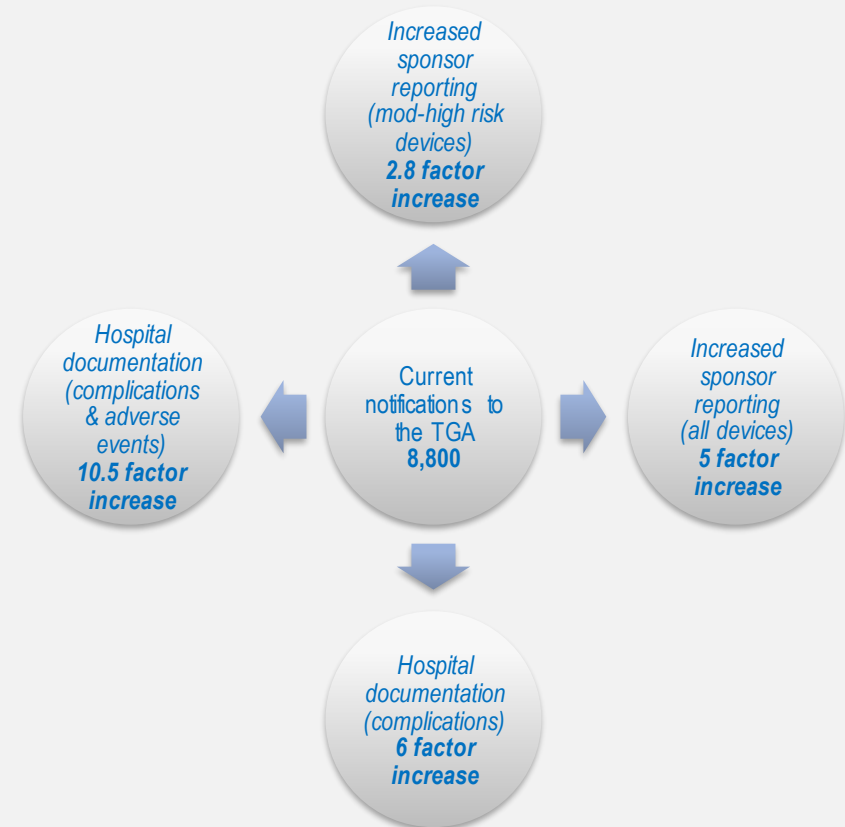 Increased
sponsor
reporting
(mod-high risk
devices)
2.8 factor
increase
Hospital
documentation
(complications
& adverse
events)
10.5 factor
increase
Current
notifications to
the TGA
8,800
Increased
sponsor
reporting
(all devices)
5 factor
increase
Hospital
documentation
(complications)
6 factor
increase